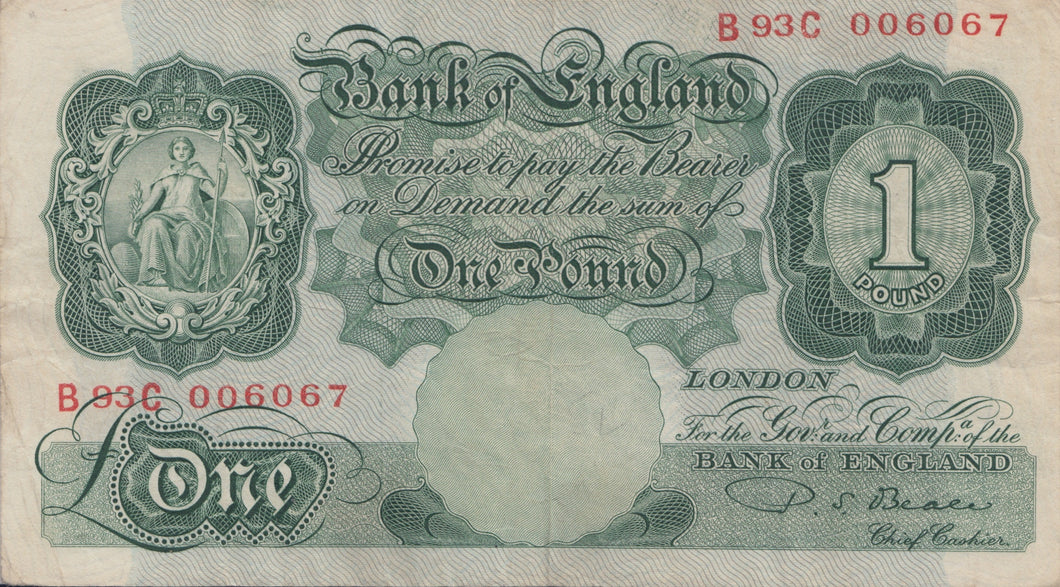 B 93C 006067
Bank of England
I Promise to pay the Bearer
on Demand the sum of
One Pound
1
POUND
B 93C 006067
LONDON
For the Govr. and Compa. of the
BANK of ENGLAND
£One
P. S. Beale
Chief Cashier.